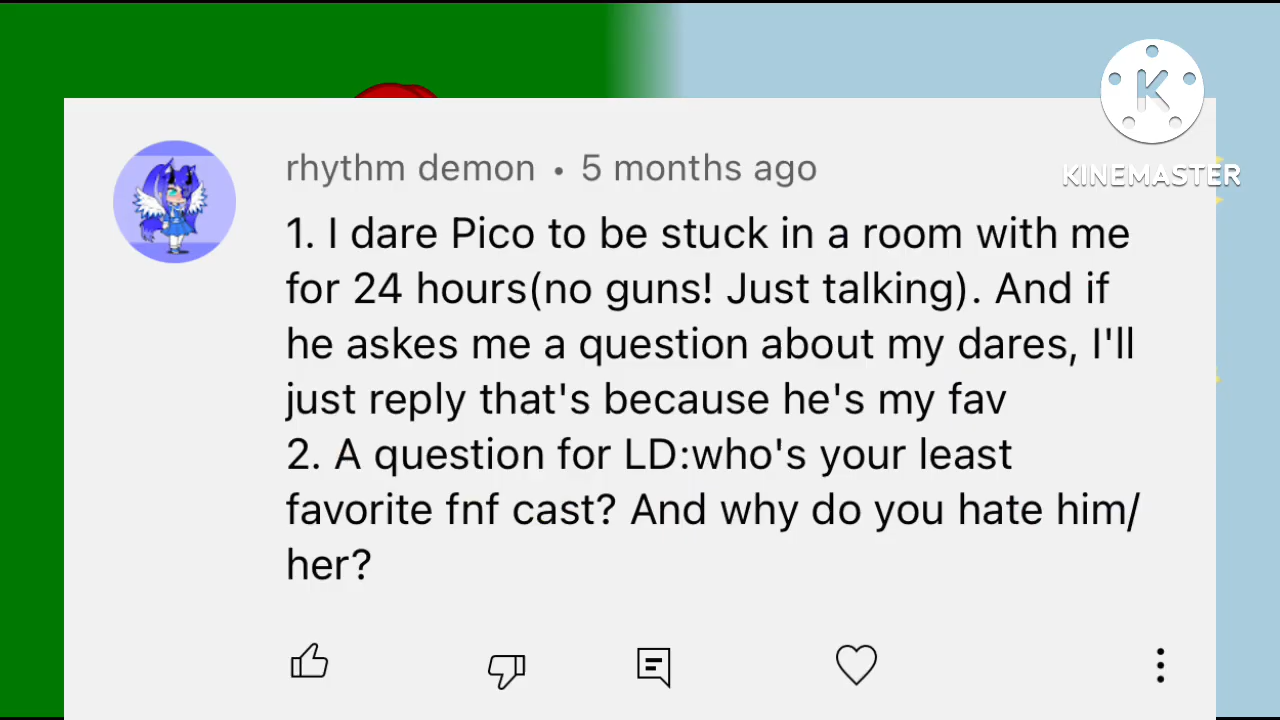 rhythm demon • 5 months ago
KINEMASTER
1. I dare Pico to be stuck in a room with me
for 24 hours(no guns! Just talking). And if
he askes me a question about my dares, I'll
just reply that's because he's my fav
2. A question for LD:who's your least
favorite fnf cast? And why do you hate him/
her?